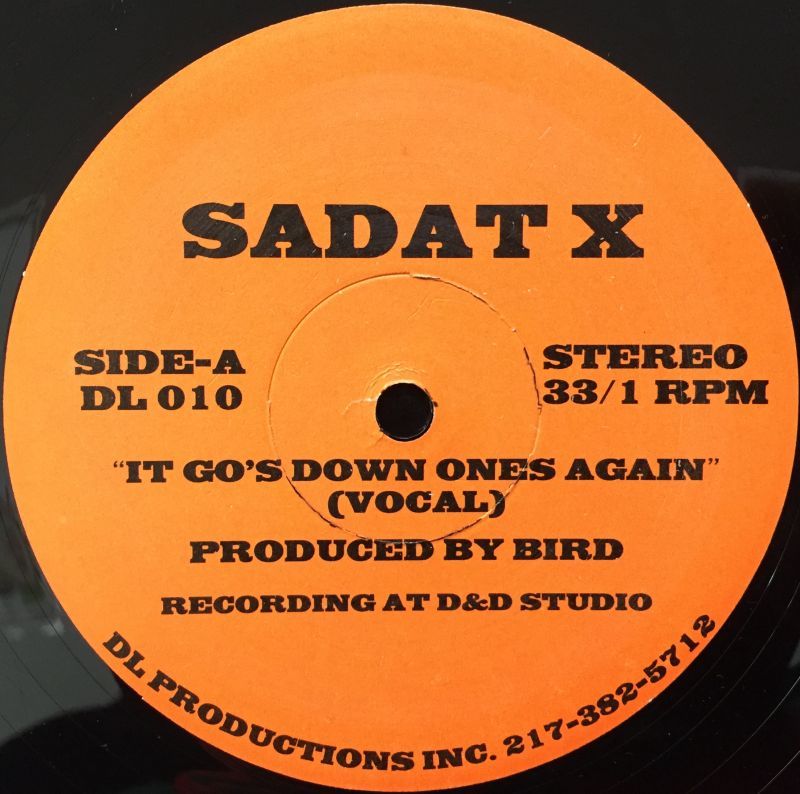 SADAT X
SIDE-A
DL 010
STEREO
33/1 RPM
"IT GO'S DOWN ONES AGAIN"
(VOCAL)
PRODUCED BY BIRD
RECORDING AT D&D STUDIO
DL PRODUCTIONS INC. 217-382-5712